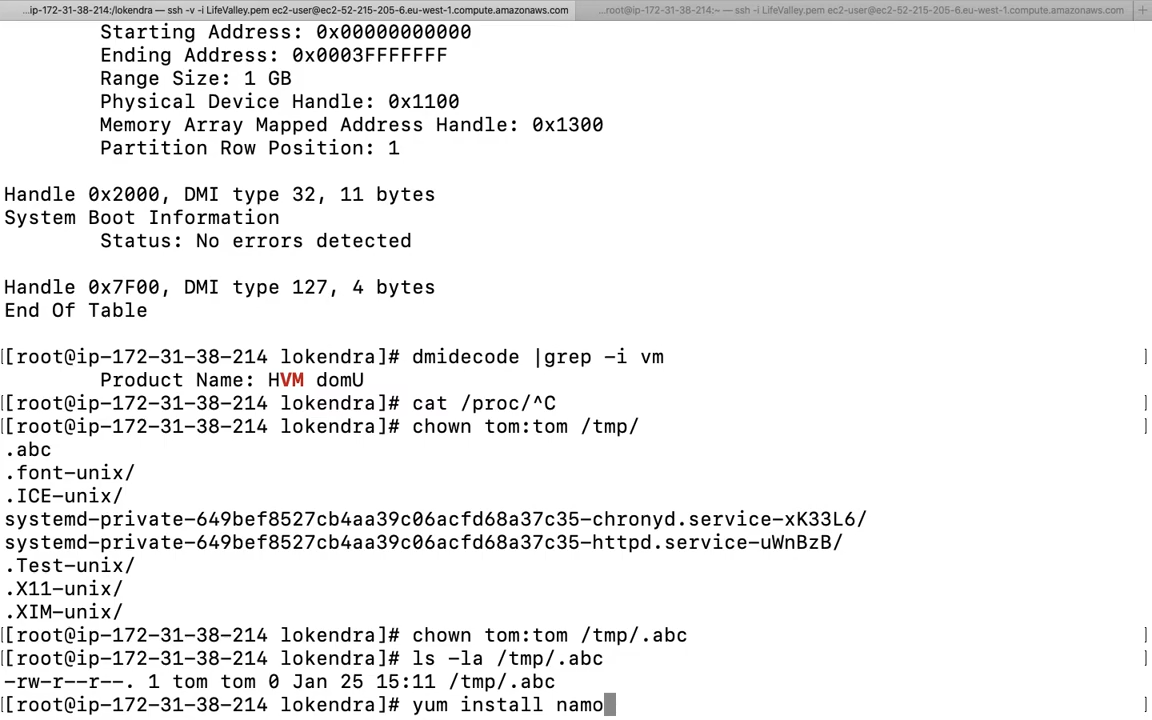 ...ip-172-31-38-214:/lokendra — ssh -v -i LifeValley.pem ec2-user@ec2-52-215-205-6.eu-west-1.compute.amazonaws.com ...root@ip-172-31-38-214:~ — ssh -i LifeValley.pem ec2-user@ec2-52-215-205-6.eu-west-1.compute.amazonaws.com +
Starting Address: 0x00000000000
Ending Address: 0x0003FFFFFFF
Range Size: 1 GB
Physical Device Handle: 0x1100
Memory Array Mapped Address Handle: 0x1300
Partition Row Position: 1
Handle 0x2000, DMI type 32, 11 bytes
System Boot Information
Status: No errors detected
Handle 0x7F00, DMI type 127, 4 bytes
End Of Table
[[root@ip-172-31-38-214 lokendra]# dmidecode |grep -i vm ]
Product Name: HVM domU
[[root@ip-172-31-38-214 lokendra]# cat /proc/^C ]
[[root@ip-172-31-38-214 lokendra]# chown tom:tom /tmp/ ]
.abc
.font-unix/
.ICE-unix/
systemd-private-649bef8527cb4aa39c06acfd68a37c35-chronyd.service-xK33L6/
systemd-private-649bef8527cb4aa39c06acfd68a37c35-httpd.service-uWnBzB/
.Test-unix/
.X11-unix/
.XIM-unix/
[[root@ip-172-31-38-214 lokendra]# chown tom:tom /tmp/.abc ]
[[root@ip-172-31-38-214 lokendra]# ls -la /tmp/.abc ]
-rw-r--r--. 1 tom tom 0 Jan 25 15:11 /tmp/.abc
[[root@ip-172-31-38-214 lokendra]# yum install namo ]